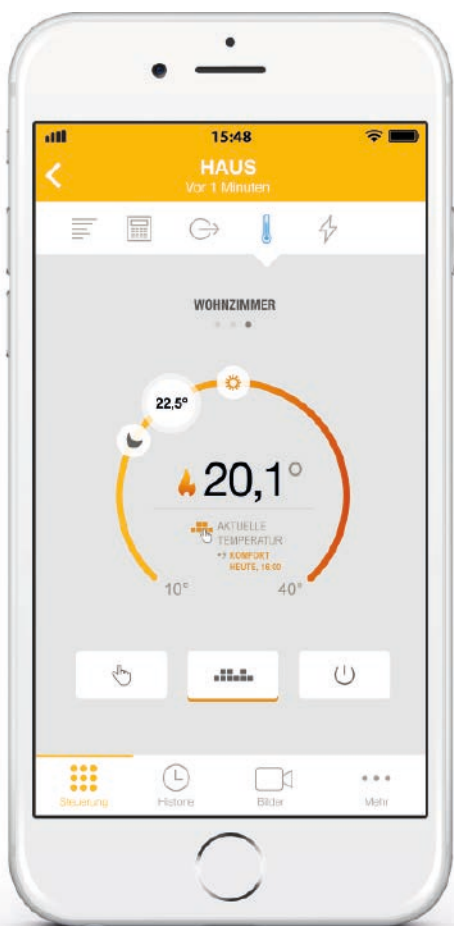 15:48
HAUS
Vor 1 Minuten
WOHNZIMMER
22,5°
20,1°
AKTUELLE
TEMPERATUR
KOMFORT
HEUTE, 16:00
10°
40°
Steuerung
Historie
Bilder
Mehr